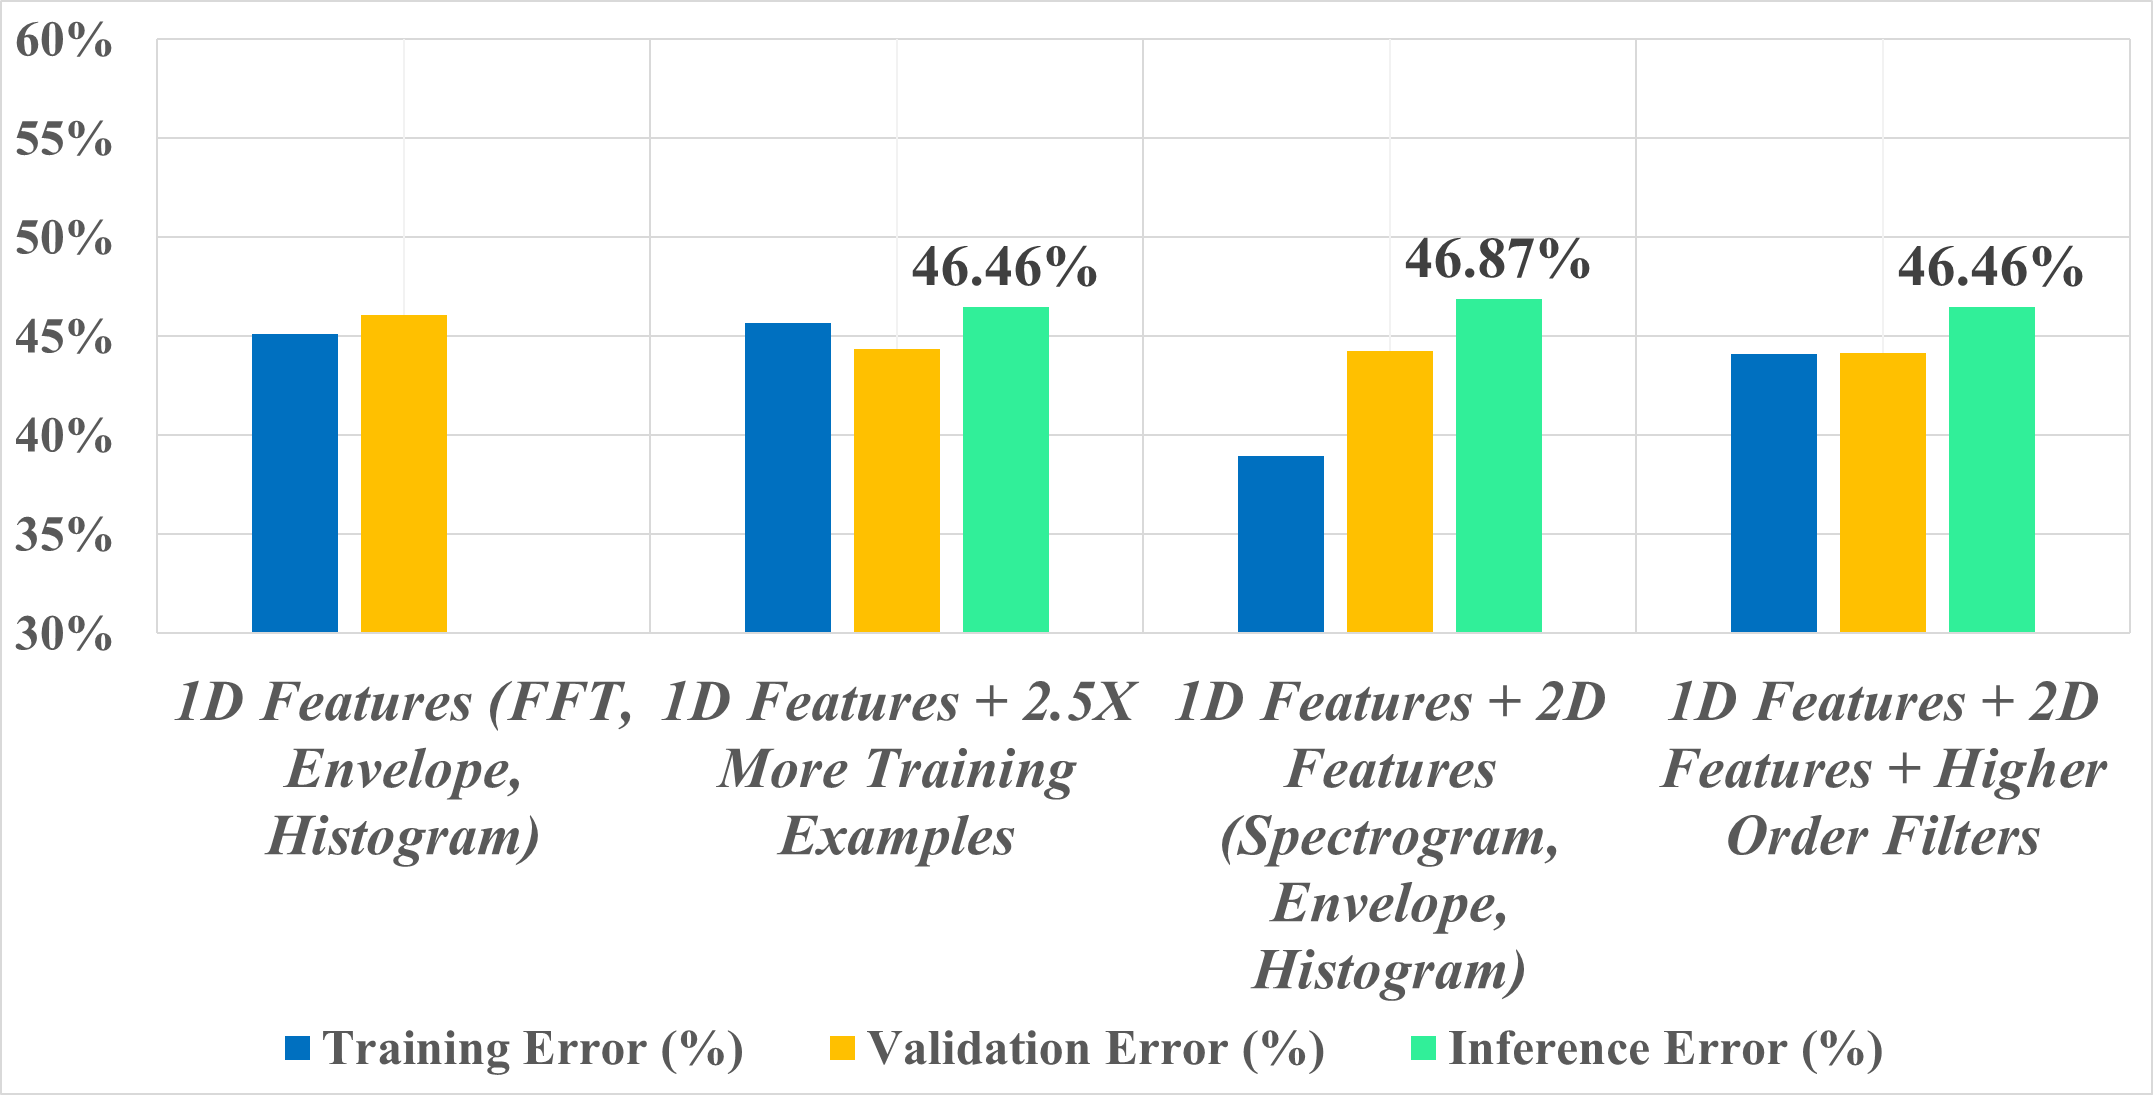 60%
55%
50%
45%
40%
35%
30%
46.46%
46.87%
46.46%
1D Features (FFT,
Envelope,
Histogram)
1D Features + 2.5X
More Training
Examples
1D Features + 2D
Features
(Spectrogram,
Envelope,
Histogram)
1D Features + 2D
Features + Higher
Order Filters
Training Error (%)
Validation Error (%)
Inference Error (%)